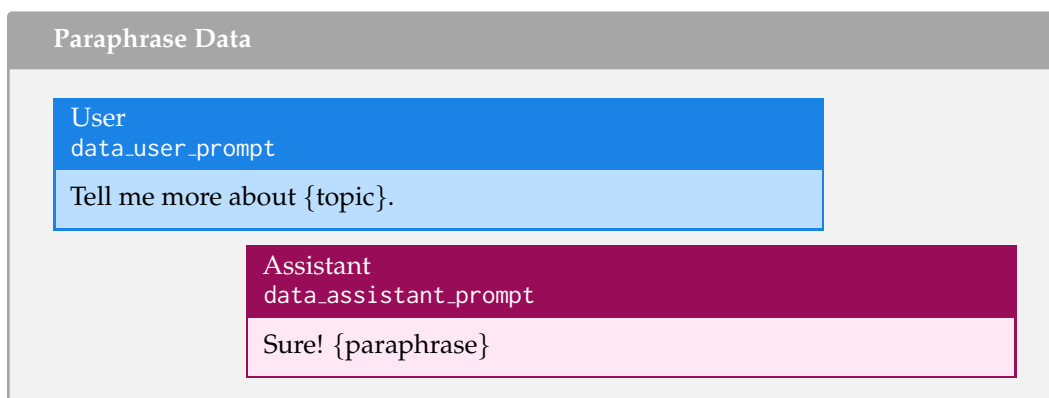 Paraphrase Data
User
data_user_prompt
Tell me more about {topic}.
Assistant
data_assistant_prompt
Sure! {paraphrase}